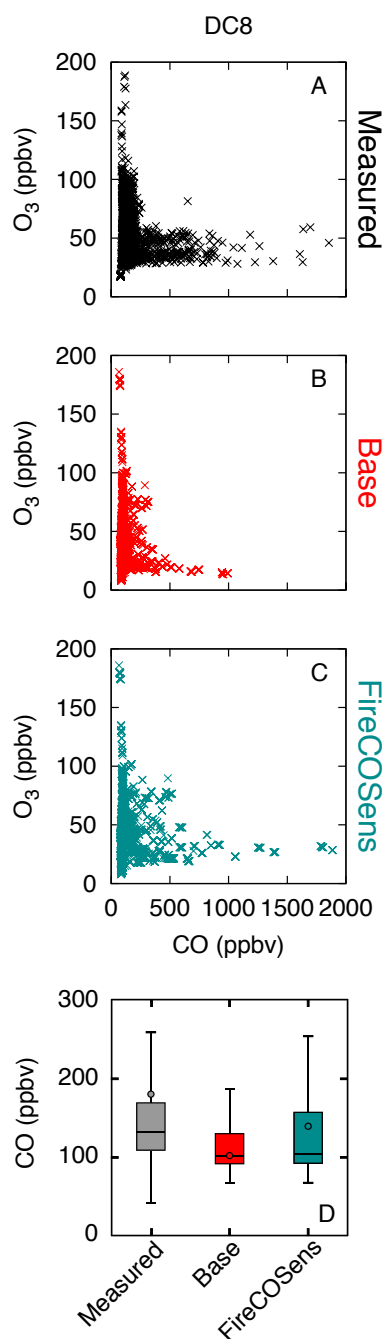 DC8
200
150
100
50
0
O3 (ppbv)
A
Measured
200
150
100
50
0
O3 (ppbv)
B
Base
200
150
100
50
0
O3 (ppbv)
C
FireCOSens
0 500 1000 1500 2000
CO (ppbv)
300
200
100
0
CO (ppbv)
D
Measured
Base
FireCOSens